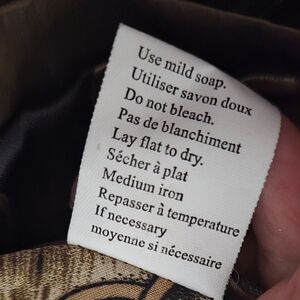 Use mild soap.
Utiliser savon doux
Do not bleach.
Pas de blanchiment
Lay flat to dry.
Sécher à plat
Medium iron
Repasser à température
If necessary
moyenne si nécessaire